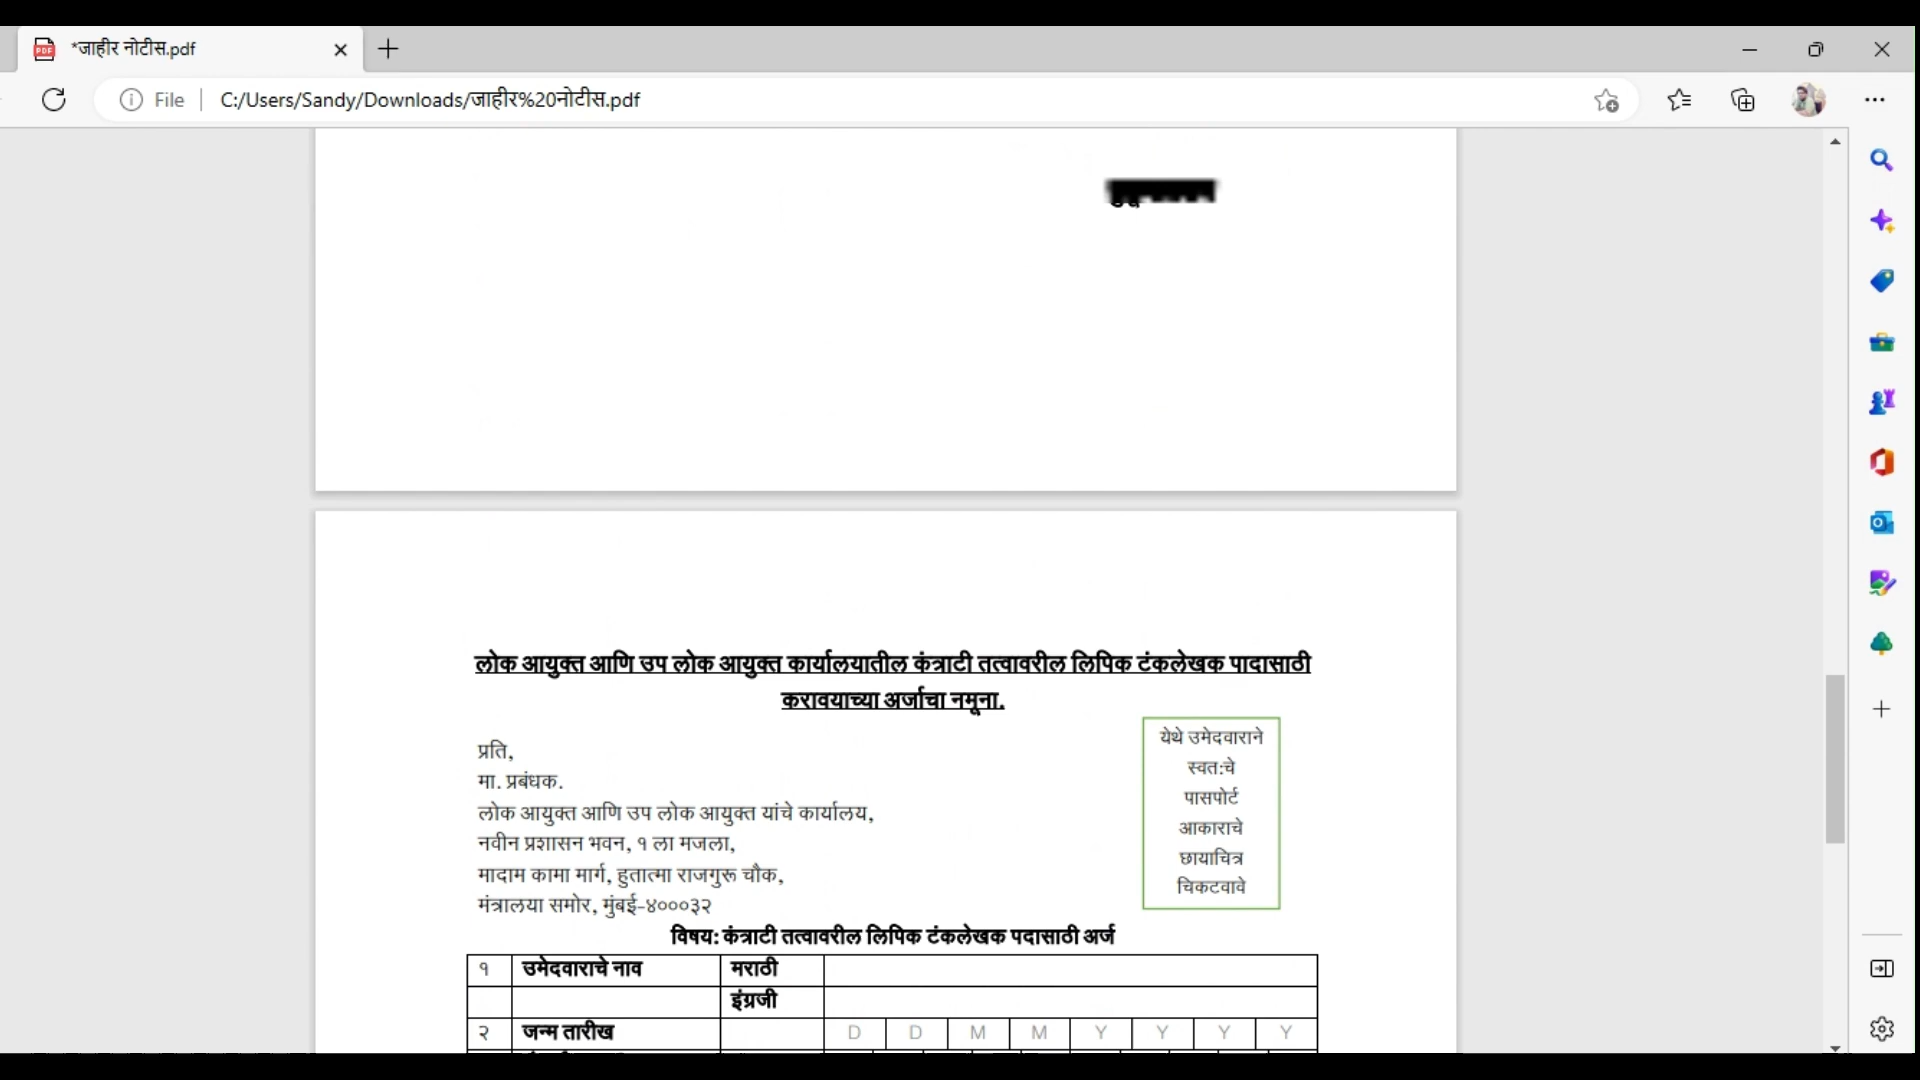 *जाहीर नोटीस.pdf
File
C:/Users/Sandy/Downloads/जाहीर%20नोटीस.pdf
लोक आयुक्त आणि उप लोक आयुक्त कार्यालयातील कंत्राटी तत्वावरील लिपिक टंकलेखक पादासाठी
करावयाच्या अर्जाचा नमूना.
येथे उमेदवाराने
स्वत:चे
पासपोर्ट
आकाराचे
छायाचित्र
चिकटवावे
प्रति,
मा. प्रबंधक.
लोक आयुक्त आणि उप लोक आयुक्त यांचे कार्यालय,
नवीन प्रशासन भवन, १ ला मजला,
मादाम कामा मार्ग, हुतात्मा राजगुरू चौक,
मंत्रालया समोर, मुंबई-४०००३२
विषय: कंत्राटी तत्वावरील लिपिक टंकलेखक पदासाठी अर्ज
१ उमेदवाराचे नाव मराठी
इंग्रजी
२ जन्म तारीख D D M M Y Y Y Y